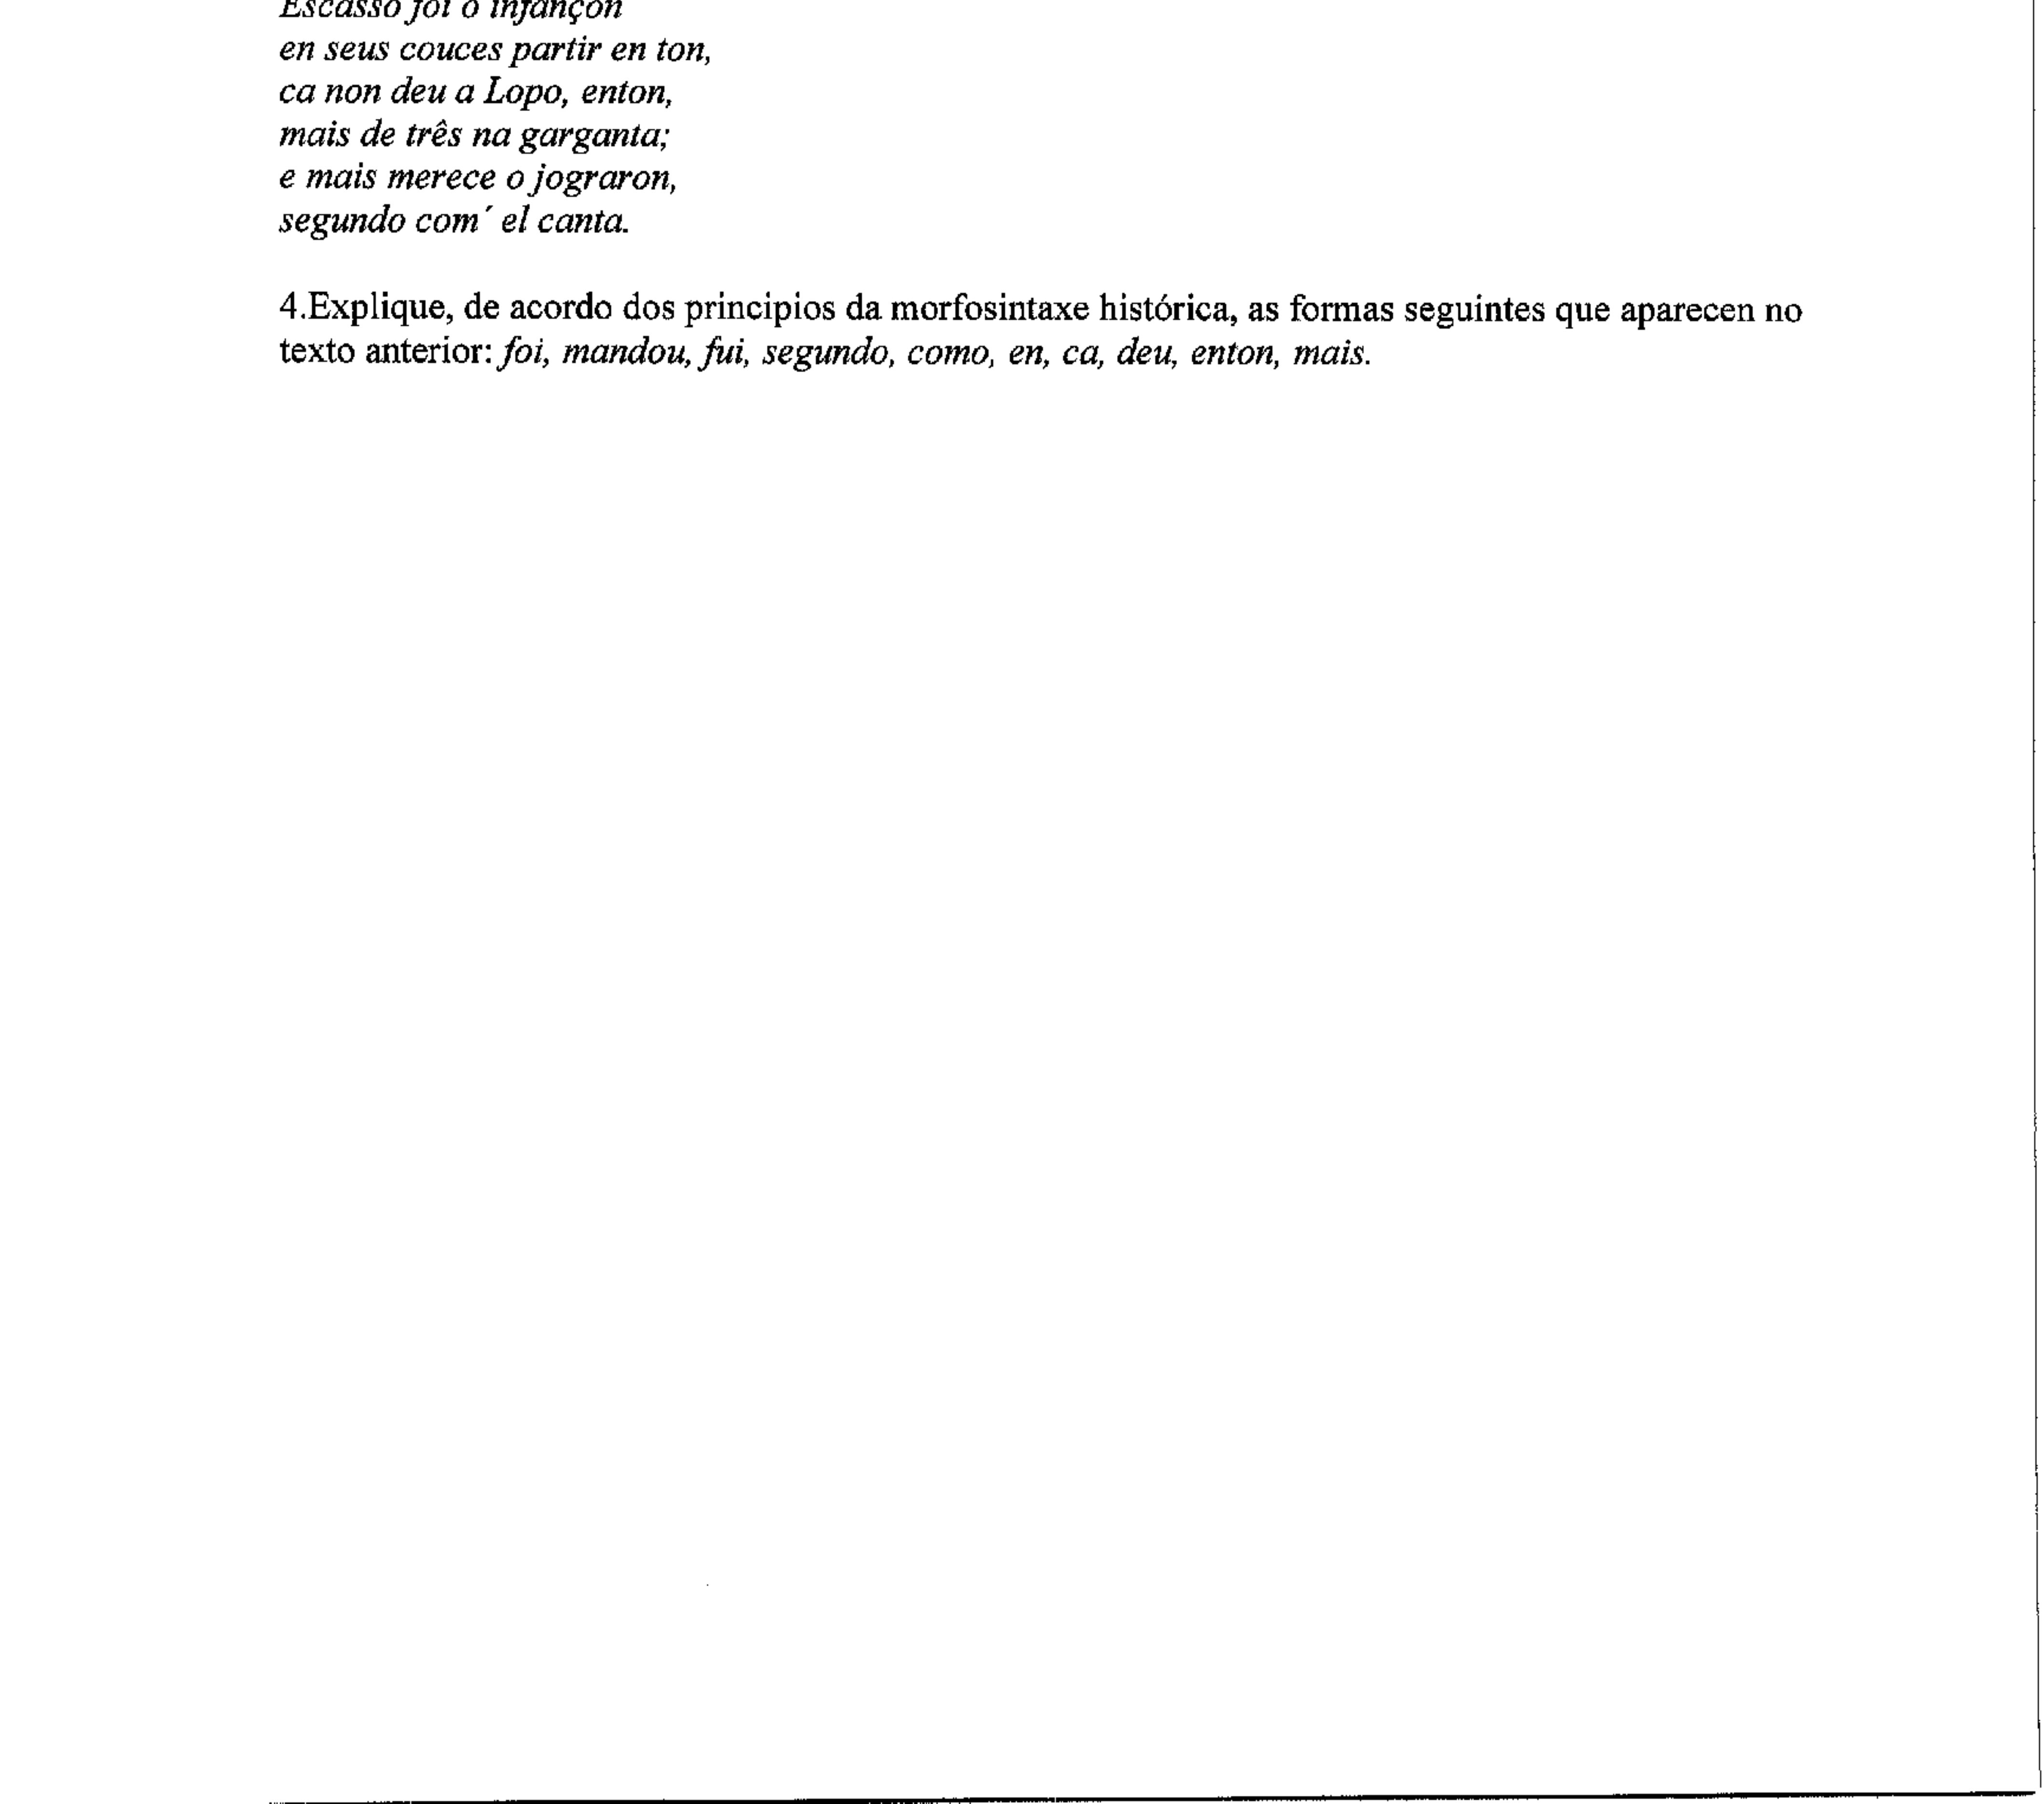 Escasso foi o infançon
en seus couces partir en ton,
ca non deu a Lopo, enton,
mais de três na garganta;
e mais merece o jograron,
segundo com´ el canta.
4.Explique, de acordo dos principios da morfosintaxe histórica, as formas seguintes que aparecen no
texto anterior: foi, mandou, fui, segundo, como, en, ca, deu, enton, mais.